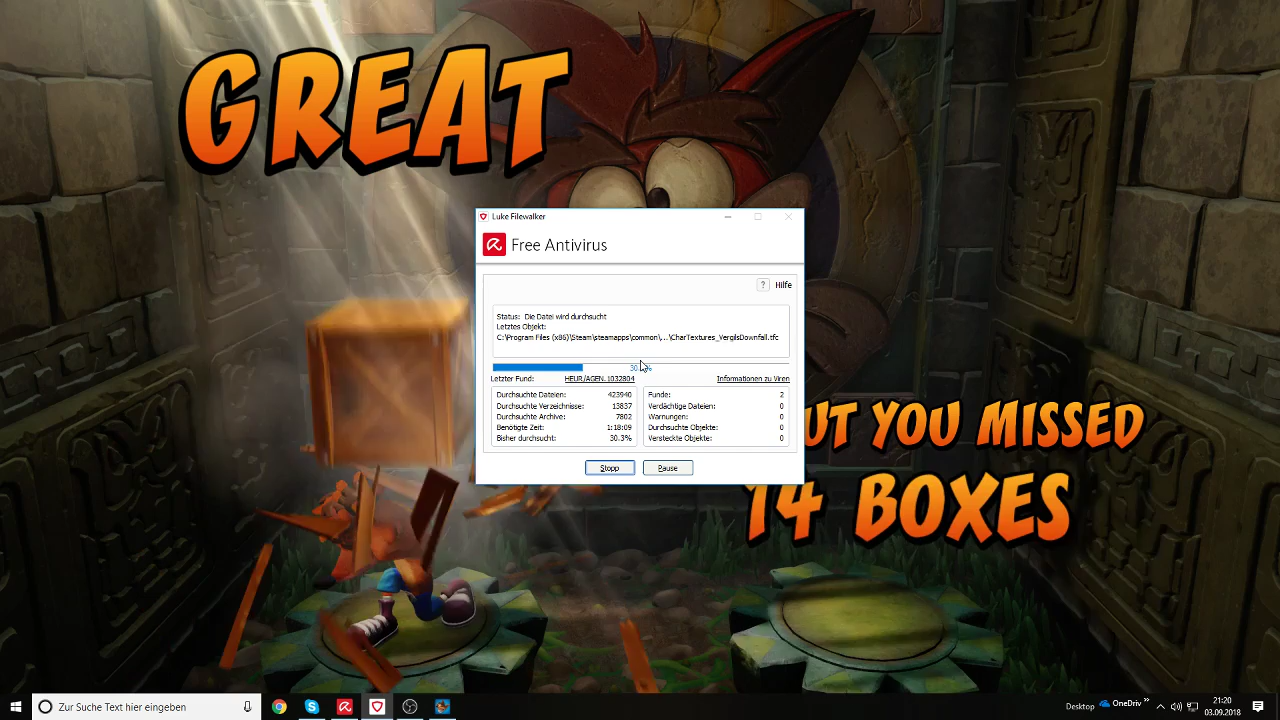 GREAT
Luke Filewalker
Free Antivirus
? Hilfe
Status: Die Datei wird durchsucht
Letztes Objekt:
C:\Program Files (x86)\Steam\steamapps\common\,...\CharTextures_VergilsDownfall.tfc
Letzter Fund: HEUR/AGEN.1032804 Informationen zu Viren
Durchsuchte Dateien: 423940
Durchsuchte Verzeichnisse: 13837
Durchsuchte Archive: 7802
Benötigte Zeit: 1:18:09
Bisher durchsucht: 30.3%
Funde: 2
Verdächtige Dateien: 0
Warnungen: 0
Durchsuchte Objekte: 0
Versteckte Objekte: 0
Stopp Pause
UT YOU MISSED
14 BOXES
Zur Suche Text hier eingeben
Desktop OneDriv
21:20
03.09.2018